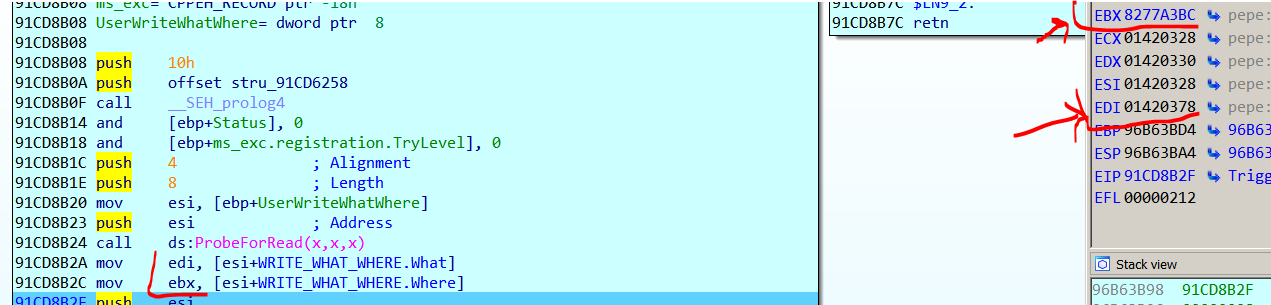 91CD8B08 ms_exc= CPPEH_RECORD ptr -18h
91CD8B08 UserWriteWhatWhere= dword ptr  8
91CD8B08
91CD8B08 push    10h
91CD8B0A push    offset stru_91CD6258
91CD8B0F call    __SEH_prolog4
91CD8B14 and     [ebp+Status], 0
91CD8B18 and     [ebp+ms_exc.registration.TryLevel], 0
91CD8B1C push    4               ; Alignment
91CD8B1E push    8               ; Length
91CD8B20 mov     esi, [ebp+UserWriteWhatWhere]
91CD8B23 push    esi             ; Address
91CD8B24 call    ds:ProbeForRead(x,x,x)
91CD8B2A mov     edi, [esi+WRITE_WHAT_WHERE.What]
91CD8B2C mov     ebx, [esi+WRITE_WHAT_WHERE.Where]
91CD8B2F push    esi
91CD8B7C $LN9_2:
91CD8B7C retn
EBX 8277A3BC pepe:
ECX 01420328 pepe:
EDX 01420330 pepe:
ESI 01420328 pepe:
EDI 01420378 pepe:
EBP 96B63BD4 96B63
ESP 96B63BA4 96B63
EIP 91CD8B2F Trigg
EFL 00000212
Stack view
96B63B98 91CD8B2F